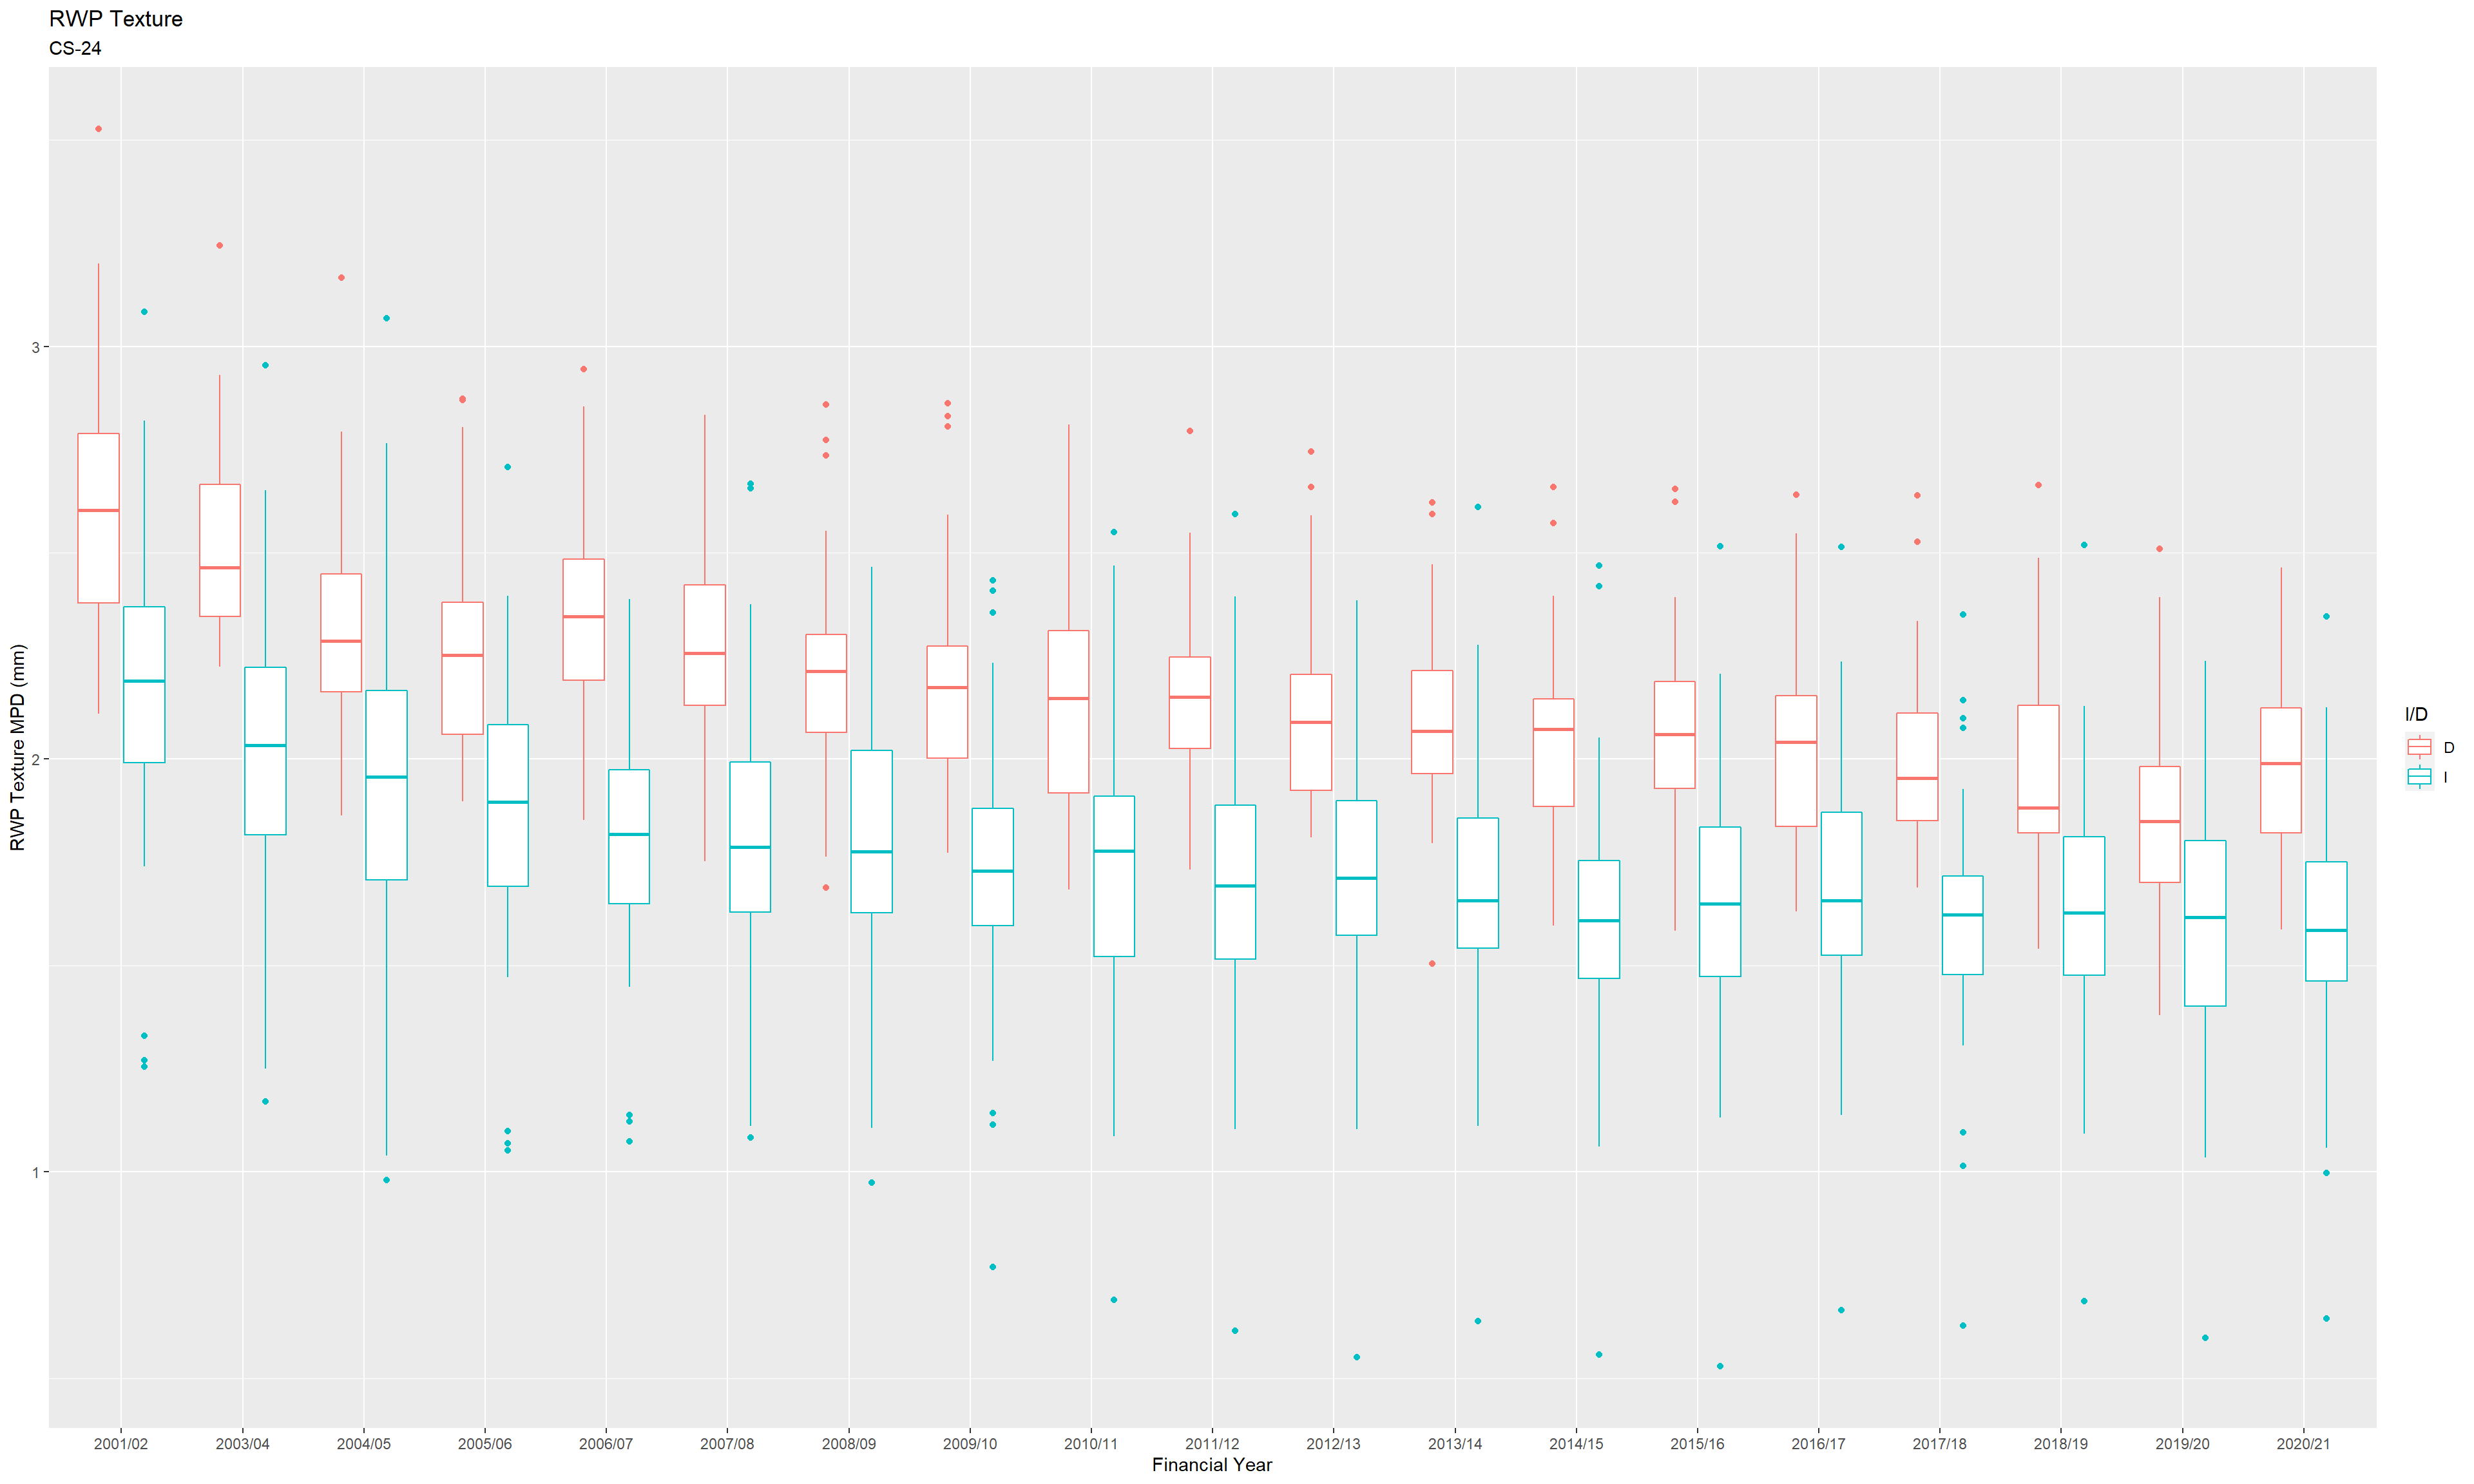 RWP Texture
CS-24
RWP Texture MPD (mm)
3
2
1
2001/02 2003/04 2004/05 2005/06 2006/07 2007/08 2008/09 2009/10 2010/11 2011/12 2012/13 2013/14 2014/15 2015/16 2016/17 2017/18 2018/19 2019/20 2020/21
Financial Year
I/D
D
I